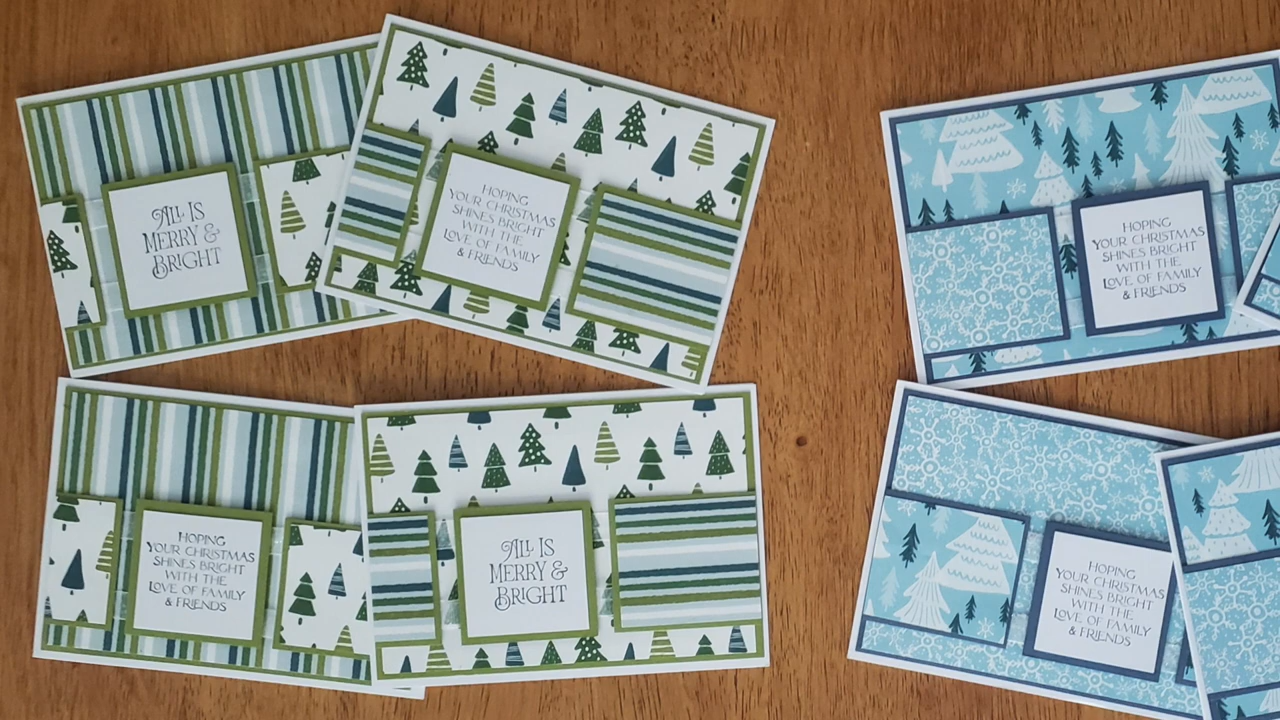 ALL IS
MERRY &
BRIGHT
HOPING
YOUR CHRISTMAS
SHINES BRIGHT
WITH THE
LOVE OF FAMILY
& FRIENDS
HOPING
YOUR CHRISTMAS
SHINES BRIGHT
WITH THE
LOVE OF FAMILY
& FRIENDS
HOPING
YOUR CHRISTMAS
SHINES BRIGHT
WITH THE
LOVE OF FAMILY
& FRIENDS
ALL IS
MERRY &
BRIGHT
HOPING
YOUR CHRISTMAS
SHINES BRIGHT
WITH THE
LOVE OF FAMILY
& FRIENDS